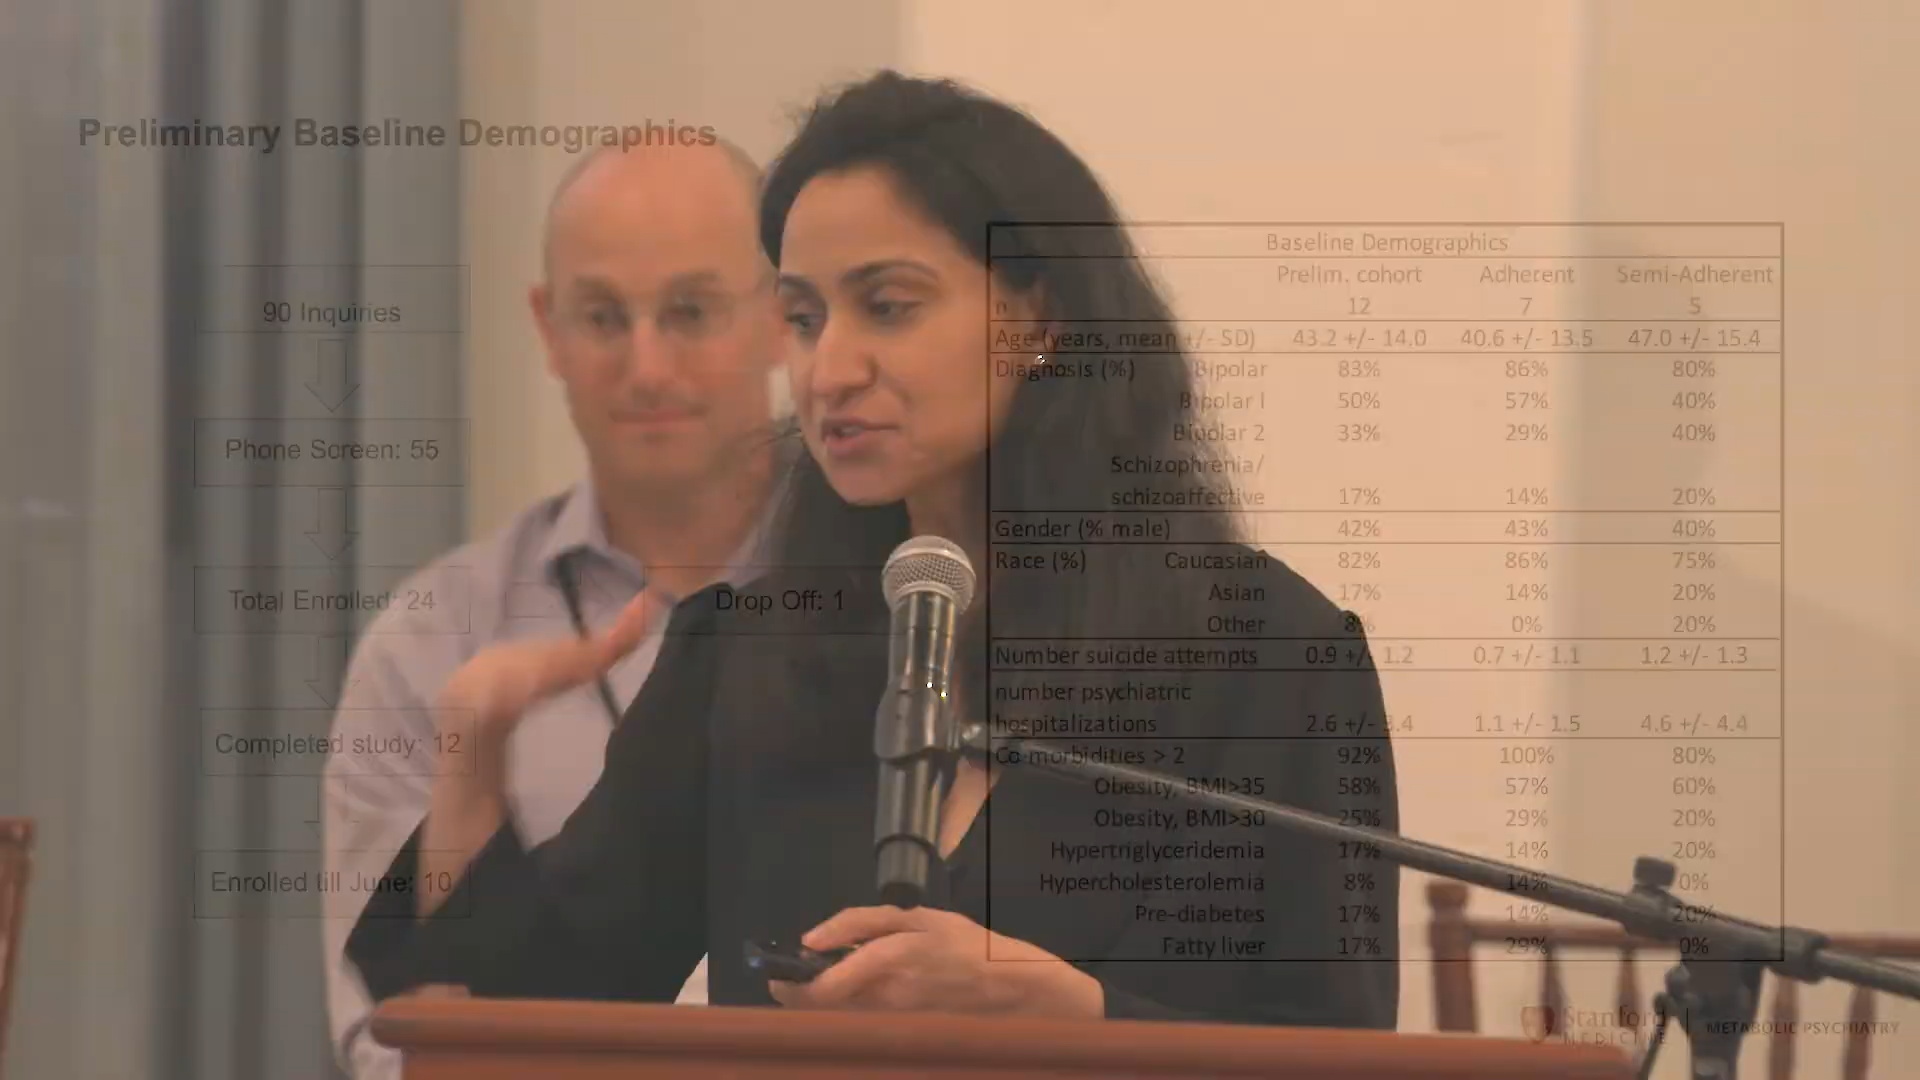 Preliminary Baseline Demographics
90 Inquiries
Phone Screen: 55
Total Enrolled: 24
Drop Off: 1
Completed study: 12
Enrolled till June: 10
Baseline Demographics
Prelim. cohort Adherent Semi-Adherent
n 12 7 5
Age (years, mean +/- SD) 43.2 +/- 14.0 40.6 +/- 13.5 47.0 +/- 15.4
Diagnosis (%) Bipolar 83% 86% 80%
Bipolar I 50% 57% 40%
Bipolar 2 33% 29% 40%
Schizophrenia/
schizoaffective 17% 14% 20%
Gender (% male) 42% 43% 40%
Race (%) Caucasian 82% 86% 75%
Asian 17% 14% 20%
Other 8% 0% 20%
Number suicide attempts 0.9 +/- 1.2 0.7 +/- 1.1 1.2 +/- 1.3
number psychiatric
hospitalizations 2.6 +/- 3.4 1.1 +/- 1.5 4.6 +/- 4.4
Co morbidities > 2 92% 100% 80%
Obesity, BMI>35 58% 57% 60%
Obesity, BMI>30 25% 29% 20%
Hypertriglyceridemia 17% 14% 20%
Hypercholesterolemia 8% 14% 0%
Pre-diabetes 17% 14% 20%
Fatty liver 17% 29% 0%
Stanford
MEDICINE
METABOLIC PSYCHIATRY